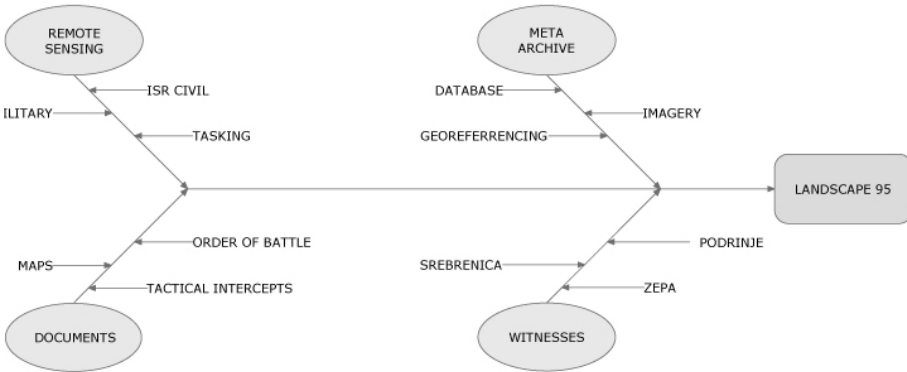 REMOTE
SENSING
META
ARCHIVE
ISR CIVIL
DATABASE
ILITARY
IMAGERY
TASKING
GEOREFERRENCING
LANDSCAPE 95
ORDER OF BATTLE
PODRINJE
MAPS
SREBRENICA
TACTICAL INTERCEPTS
ZEPA
DOCUMENTS
WITNESSES